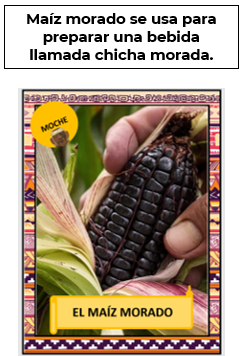 Maíz morado se usa para
preparar una bebida
llamada chicha morada.
MOCHE
EL MAÍZ MORADO